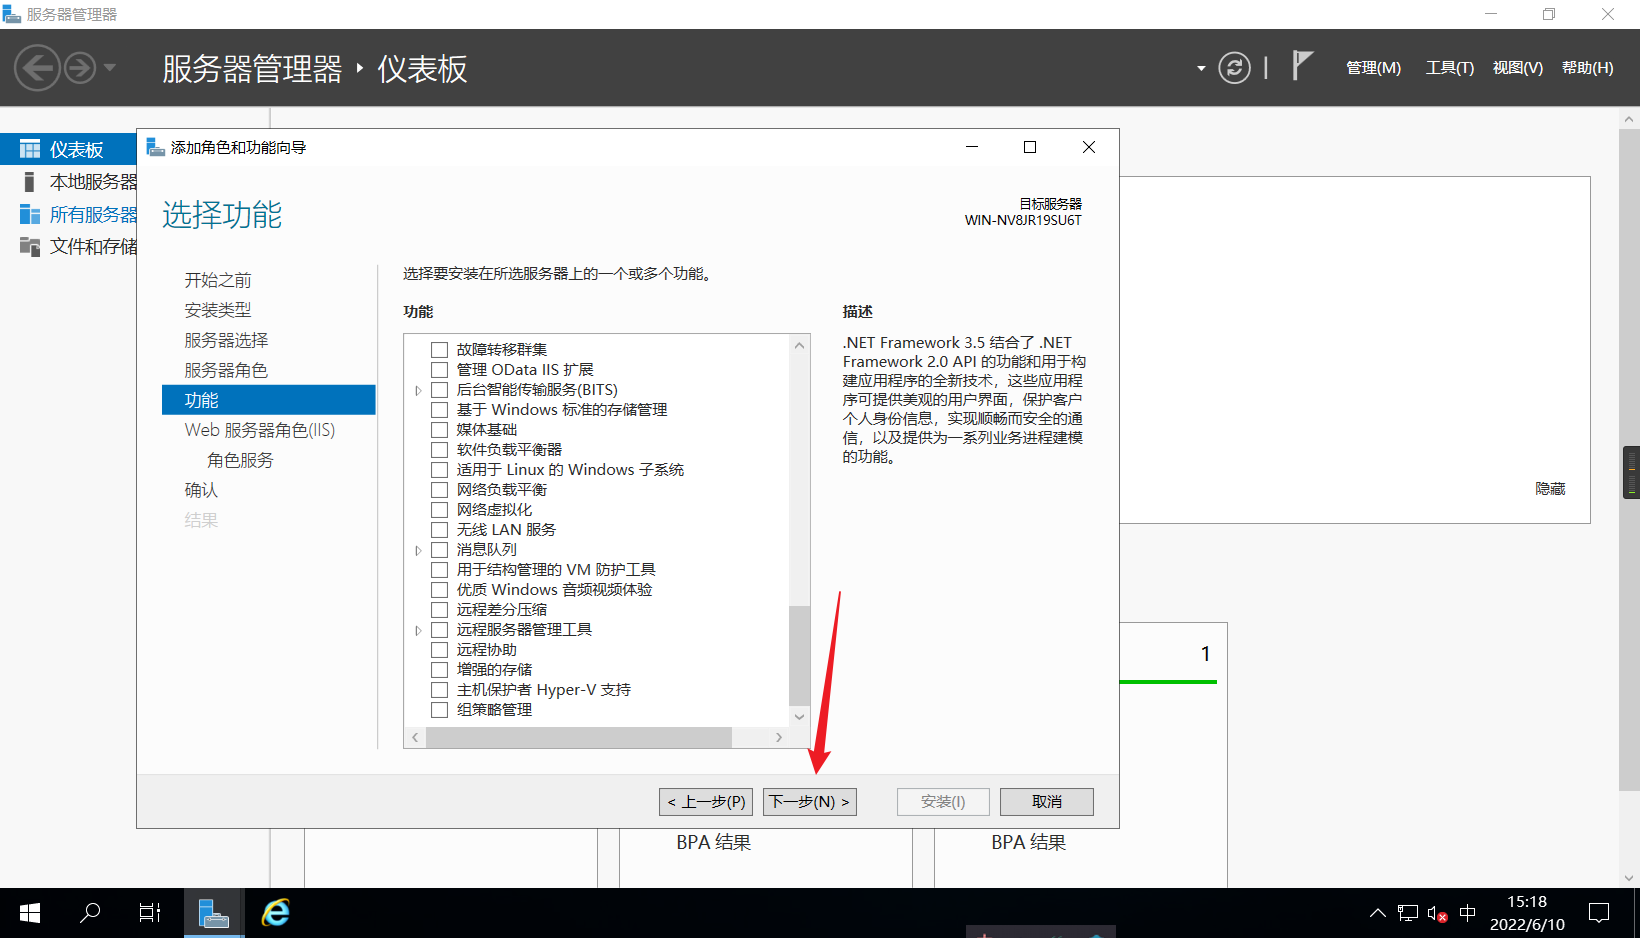 服务器管理器
服务器管理器 ‣ 仪表板
管理(M) 工具(T) 视图(V) 帮助(H)
仪表板
本地服务器
所有服务器
文件和存储
添加角色和功能向导
选择功能
目标服务器
WIN-NV8JR19SU6T
开始之前
安装类型
服务器选择
服务器角色
功能
Web 服务器角色(IIS)
角色服务
确认
结果
选择要安装在所选服务器上的一个或多个功能。
功能
故障转移群集
管理 OData IIS 扩展
后台智能传输服务(BITS)
基于 Windows 标准的存储管理
媒体基础
软件负载平衡器
适用于 Linux 的 Windows 子系统
网络负载平衡
网络虚拟化
无线 LAN 服务
消息队列
用于结构管理的 VM 防护工具
优质 Windows 音频视频体验
远程差分压缩
远程服务器管理工具
远程协助
增强的存储
主机保护者 Hyper-V 支持
组策略管理
描述
.NET Framework 3.5 结合了 .NET
Framework 2.0 API 的功能和用于构
建应用程序的全新技术，这些应用程
序可提供美观的用户界面，保护客户
个人身份信息，实现顺畅而安全的通
信，以及提供为一系列业务进程建模
的功能。
隐藏
1
< 上一步(P) 下一步(N) > 安装(I) 取消
BPA 结果 BPA 结果
中
15:18
2022/6/10